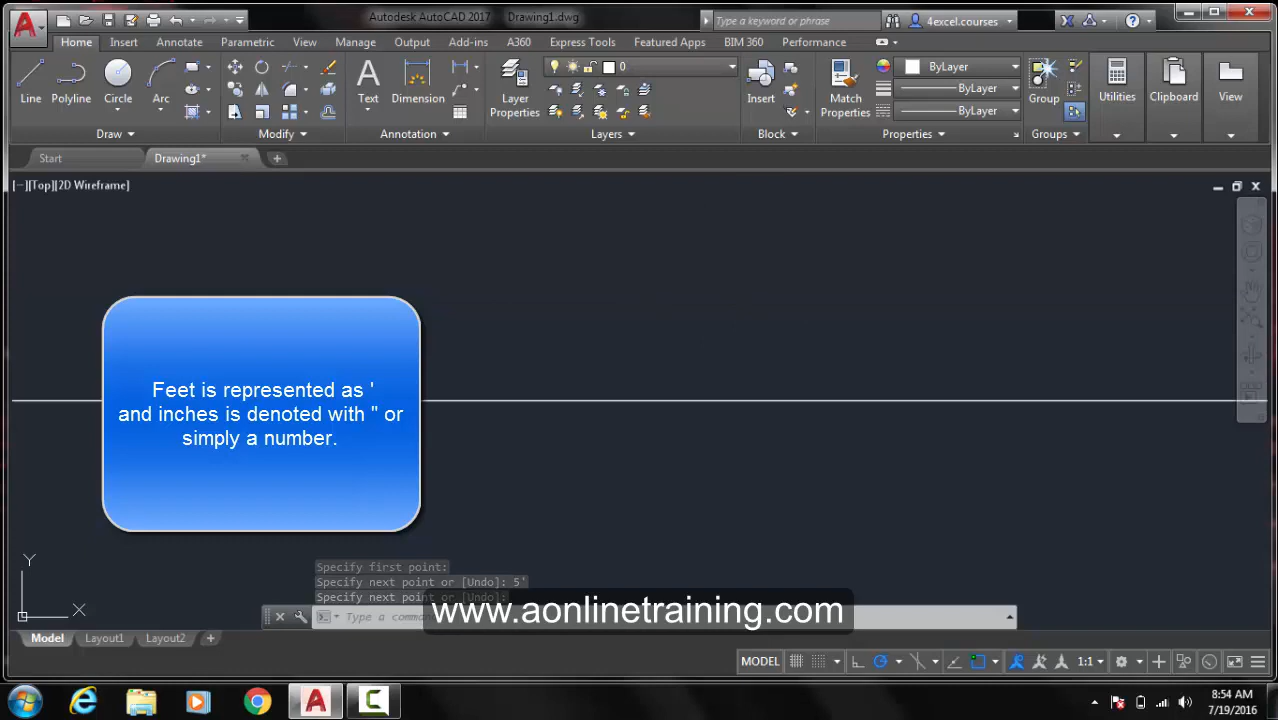 Autodesk AutoCAD 2017 Drawing1.dwg
Type a keyword or phrase
4excel.courses
Home Insert Annotate Parametric View Manage Output Add-ins A360 Express Tools Featured Apps BIM 360 Performance
0
ByLayer
ByLayer
ByLayer
Line Polyline Circle Arc
Text Dimension
Layer Properties
Insert
Match Properties
Group
Utilities Clipboard View
Draw Modify Annotation Layers Block Properties Groups
Start Drawing1* +
[−][Top][2D Wireframe]
Feet is represented as '
and inches is denoted with " or
simply a number.
Y
X
Specify first point:
Specify next point or [Undo]: 5'
Specify next point or [Undo]:
Type a comma
www.aonlinetraining.com
Model Layout1 Layout2 +
MODEL 1:1
8:54 AM
7/19/2016